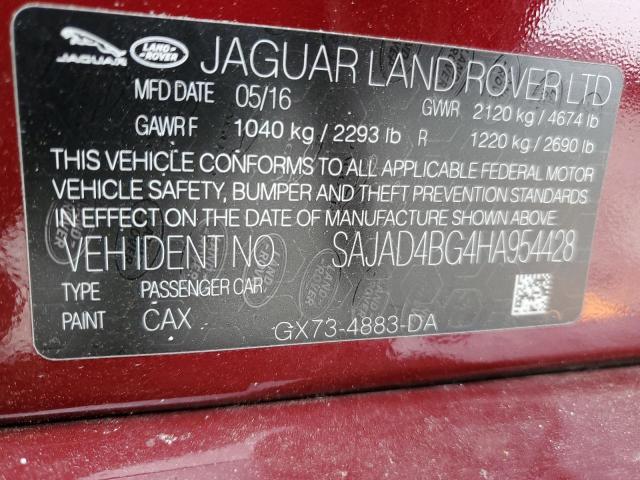 JAGUAR LAND-ROVER JAGUAR LAND ROVER LTD
MFD DATE 05/16 GVWR 2120 kg / 4674 lb
GAWR F 1040 kg / 2293 lb R 1220 kg / 2690 lb
THIS VEHICLE CONFORMS TO ALL APPLICABLE FEDERAL MOTOR
VEHICLE SAFETY, BUMPER AND THEFT PREVENTION STANDARDS
IN EFFECT ON THE DATE OF MANUFACTURE SHOWN ABOVE.
VEH IDENT NO SAJAD4BG4HA954428
TYPE PASSENGER CAR
PAINT CAX GX73-4883-DA